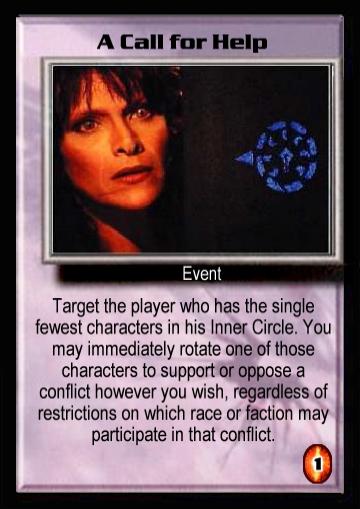 A Call for Help
Event
Target the player who has the single
fewest characters in his Inner Circle. You
may immediately rotate one of those
characters to support or oppose a
conflict however you wish, regardless of
restrictions on which race or faction may
participate in that conflict.
1